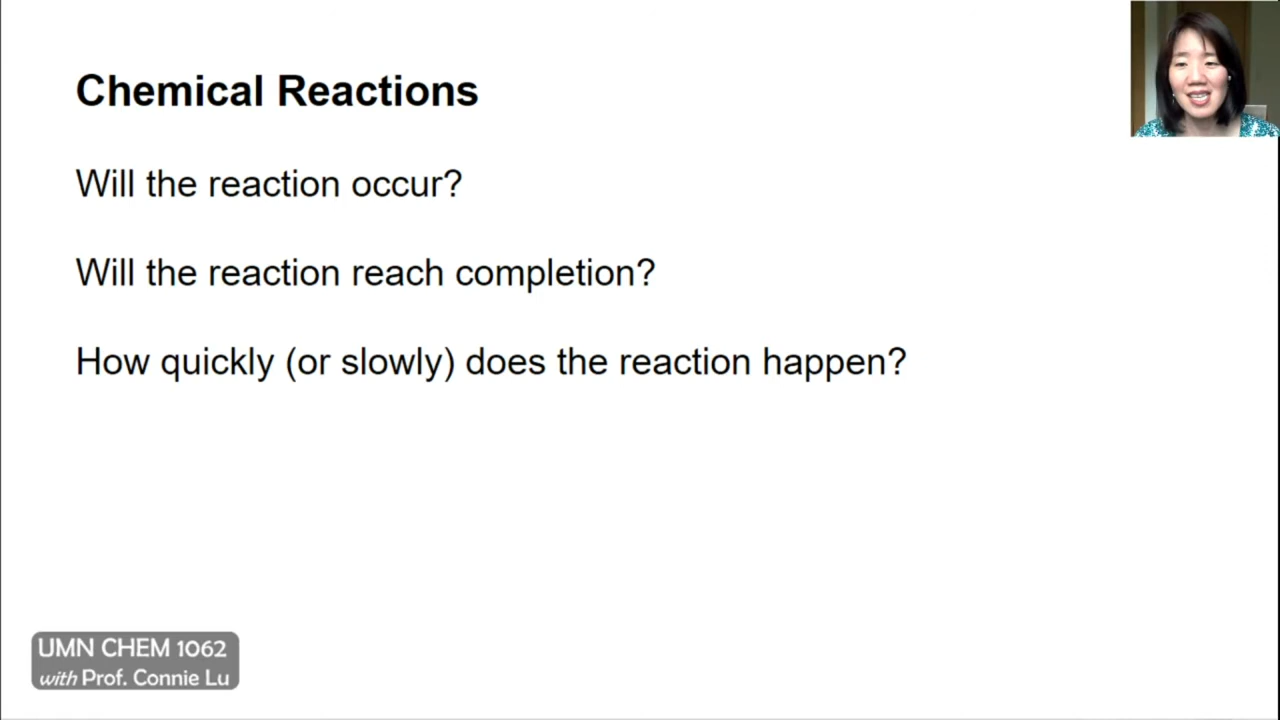 Chemical Reactions
Will the reaction occur?
Will the reaction reach completion?
How quickly (or slowly) does the reaction happen?
UMN CHEM 1062
with Prof. Connie Lu